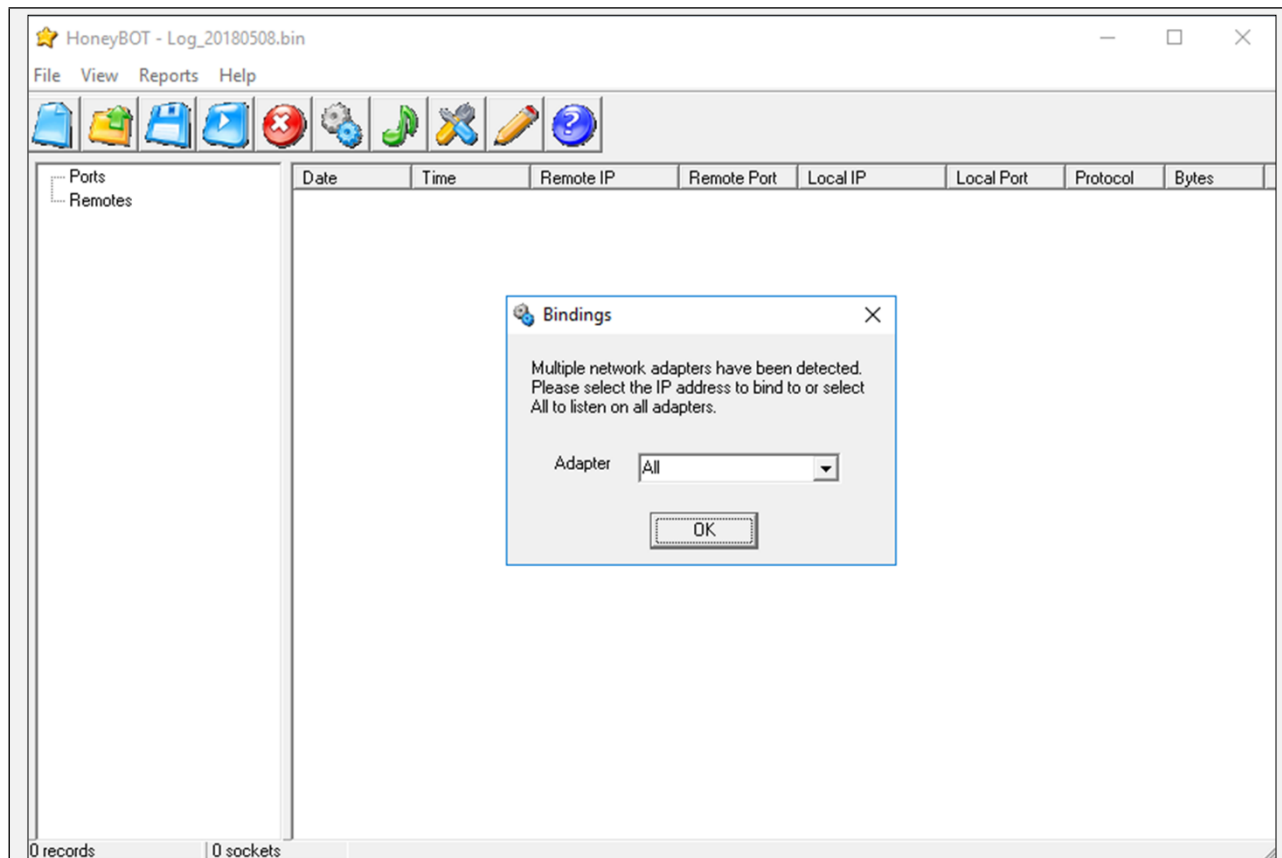 HoneyBOT - Log_20180508.bin
File View Reports Help
Ports
Remotes
Date Time Remote IP Remote Port Local IP Local Port Protocol Bytes
Bindings
Multiple network adapters have been detected.
Please select the IP address to bind to or select
All to listen on all adapters.
Adapter All
OK
0 records 0 sockets